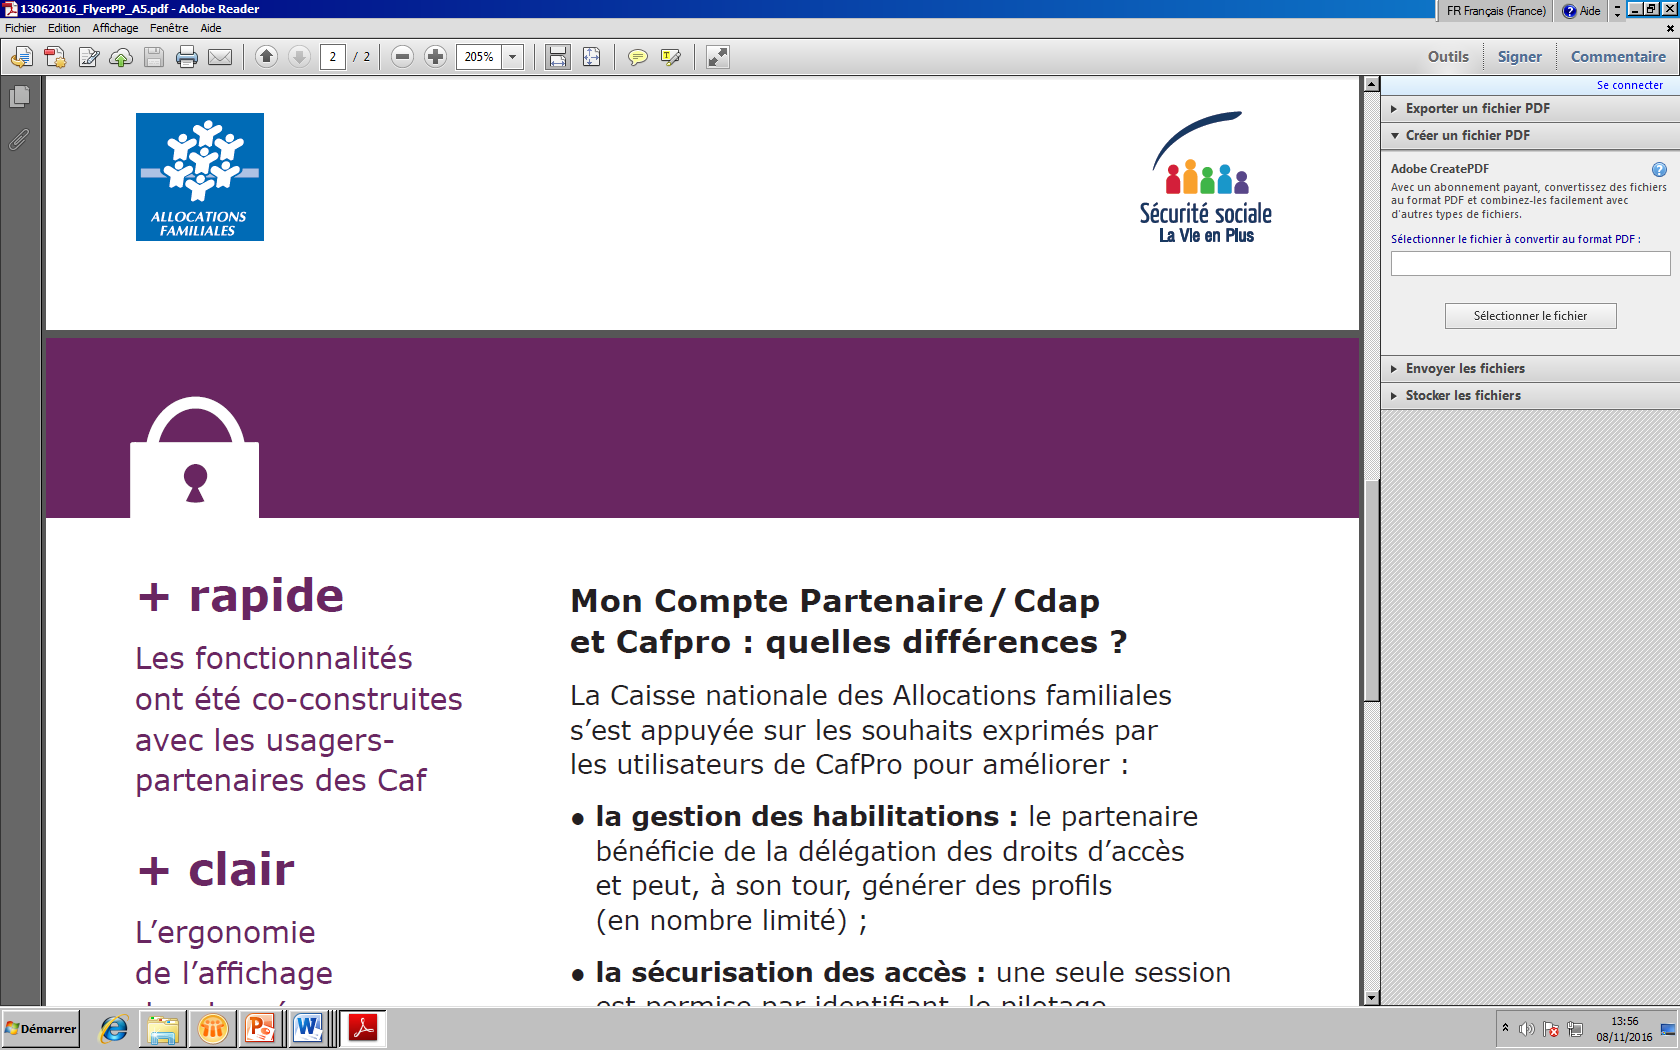 13062016_FlyerPP_A5.pdf - Adobe Reader
FR Français (France)
Aide
Fichier Edition Affichage Fenêtre Aide
2 / 2
205%
Outils
Signer
Commentaire
Se connecter
Exporter un fichier PDF
Créer un fichier PDF
Adobe CreatePDF
Avec un abonnement payant, convertissez des fichiers
au format PDF et combinez-les facilement avec
d'autres types de fichiers.
Sélectionner le fichier à convertir au format PDF :
Sélectionner le fichier
Envoyer les fichiers
Stocker les fichiers
ALLOCATIONS
FAMILIALES
Sécurité sociale
La Vie en Plus
+ rapide
Les fonctionnalités
ont été co-construites
avec les usagers-
partenaires des Caf
+ clair
L’ergonomie
de l’affichage
Mon Compte Partenaire / Cdap
et Cafpro : quelles différences ?
La Caisse nationale des Allocations familiales
s’est appuyée sur les souhaits exprimés par
les utilisateurs de CafPro pour améliorer :
● la gestion des habilitations : le partenaire
bénéficie de la délégation des droits d’accès
et peut, à son tour, générer des profils
(en nombre limité) ;
● la sécurisation des accès : une seule session
est permise par identifiant, le pilotage
Démarrer
13:56
08/11/2016